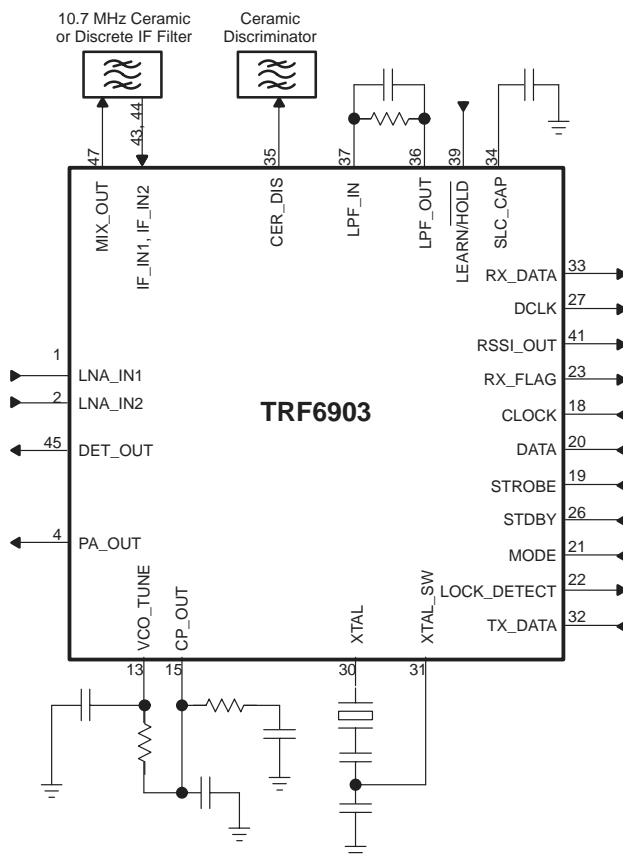 10.7 MHz Ceramic
or Discrete IF Filter
Ceramic
Discriminator
47
43, 44
35
37
36
39
34
MIX_OUT
IF_IN1, IF_IN2
CER_DIS
LPF_IN
LPF_OUT
LEARN/HOLD
SLC_CAP
RX_DATA 33
DCLK 27
RSSI_OUT 41
RX_FLAG 23
CLOCK 18
DATA 20
STROBE 19
STDBY 26
MODE 21
LOCK_DETECT 22
TX_DATA 32
1 LNA_IN1
2 LNA_IN2
45 DET_OUT
4 PA_OUT
TRF6903
VCO_TUNE
CP_OUT
XTAL
XTAL_SW
13
15
30
31